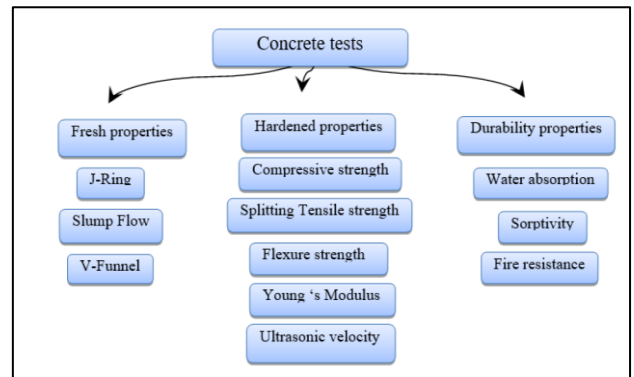 Concrete tests
Fresh properties
J-Ring
Slump Flow
V-Funnel
Hardened properties
Compressive strength
Splitting Tensile strength
Flexure strength
Young ‘s Modulus
Ultrasonic velocity
Durability properties
Water absorption
Sorptivity
Fire resistance